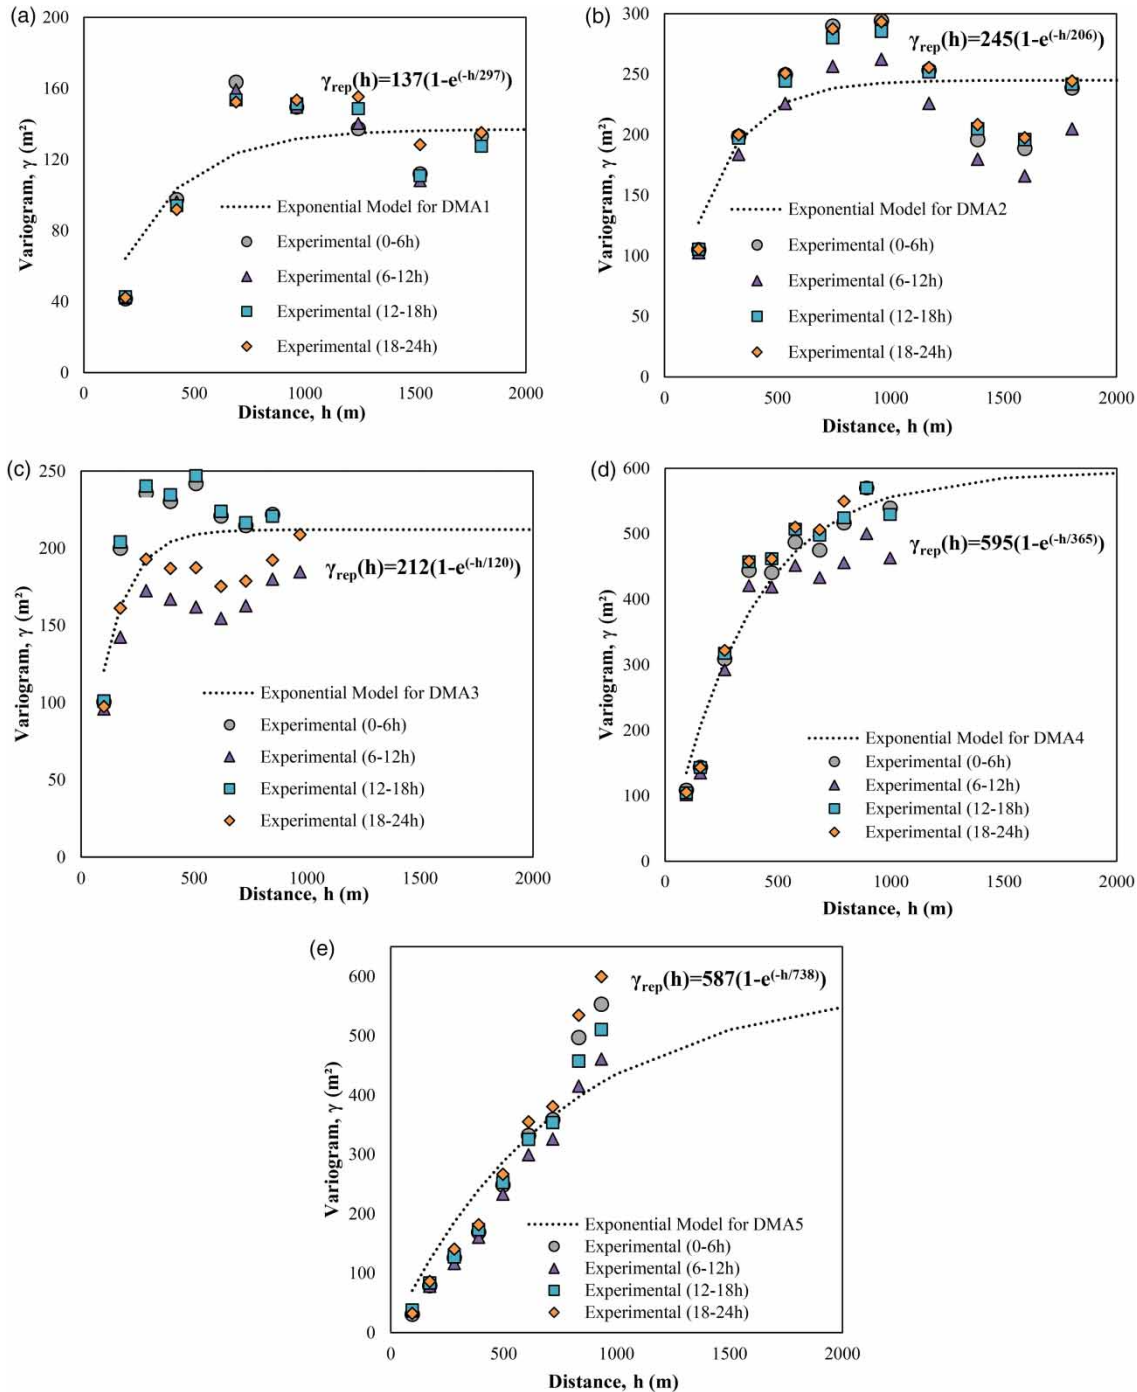 (a)
200
160
120
80
40
0
Variogram, γ (m²)
γrep(h)=137(1-e(-h/297))
Exponential Model for DMA1
Experimental (0-6h)
Experimental (6-12h)
Experimental (12-18h)
Experimental (18-24h)
0 500 1000 1500 2000
Distance, h (m)
(b)
300
250
200
150
100
50
0
Variogram, γ (m²)
γrep(h)=245(1-e(-h/206))
Exponential Model for DMA2
Experimental (0-6h)
Experimental (6-12h)
Experimental (12-18h)
Experimental (18-24h)
0 500 1000 1500 2000
Distance, h (m)
(c)
250
200
150
100
50
0
Variogram, γ (m²)
γrep(h)=212(1-e(-h/120))
Exponential Model for DMA3
Experimental (0-6h)
Experimental (6-12h)
Experimental (12-18h)
Experimental (18-24h)
0 500 1000 1500 2000
Distance, h (m)
(d)
600
500
400
300
200
100
0
Variogram, γ (m²)
γrep(h)=595(1-e(-h/365))
Exponential Model for DMA4
Experimental (0-6h)
Experimental (6-12h)
Experimental (12-18h)
Experimental (18-24h)
0 500 1000 1500 2000
Distance, h (m)
(e)
600
500
400
300
200
100
0
Variogram, γ (m²)
γrep(h)=587(1-e(-h/738))
Exponential Model for DMA5
Experimental (0-6h)
Experimental (6-12h)
Experimental (12-18h)
Experimental (18-24h)
0 500 1000 1500 2000
Distance, h (m)